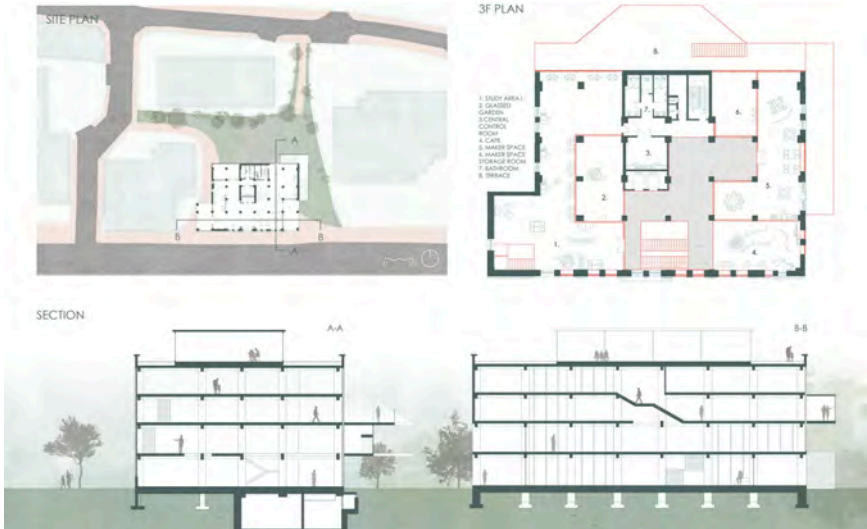 SITE PLAN
A
A
B
B
3F PLAN
1. STUDY AREA I
2. GLASSED
GARDEN
3.CENTRAL
CONTROL
ROOM
4. CAFE
5. MAKER SPACE
6. MAKER SPACE
STORAGE ROOM
7. BATHROOM
8. TERRACE
8.
7.
6.
3.
2.
5.
1.
4.
SECTION
A-A
B-B